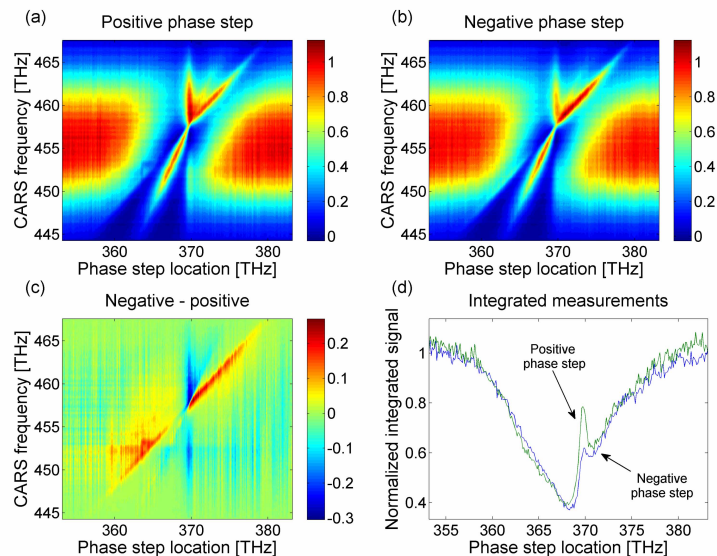 (a) Positive phase step
CARS frequency [THz]
465
460
455
450
445
360 370 380
Phase step location [THz]
1
0.8
0.6
0.4
0.2
0
(b) Negative phase step
CARS frequency [THz]
465
460
455
450
445
360 370 380
Phase step location [THz]
1
0.8
0.6
0.4
0.2
0
(c) Negative - positive
CARS frequency [THz]
465
460
455
450
445
360 370 380
Phase step location [THz]
0.2
0.1
0
-0.1
-0.2
-0.3
(d) Integrated measurements
Normalized integrated signal
1
0.8
0.6
0.4
Positive
phase step
Negative
phase step
355 360 365 370 375 380
Phase step location [THz]